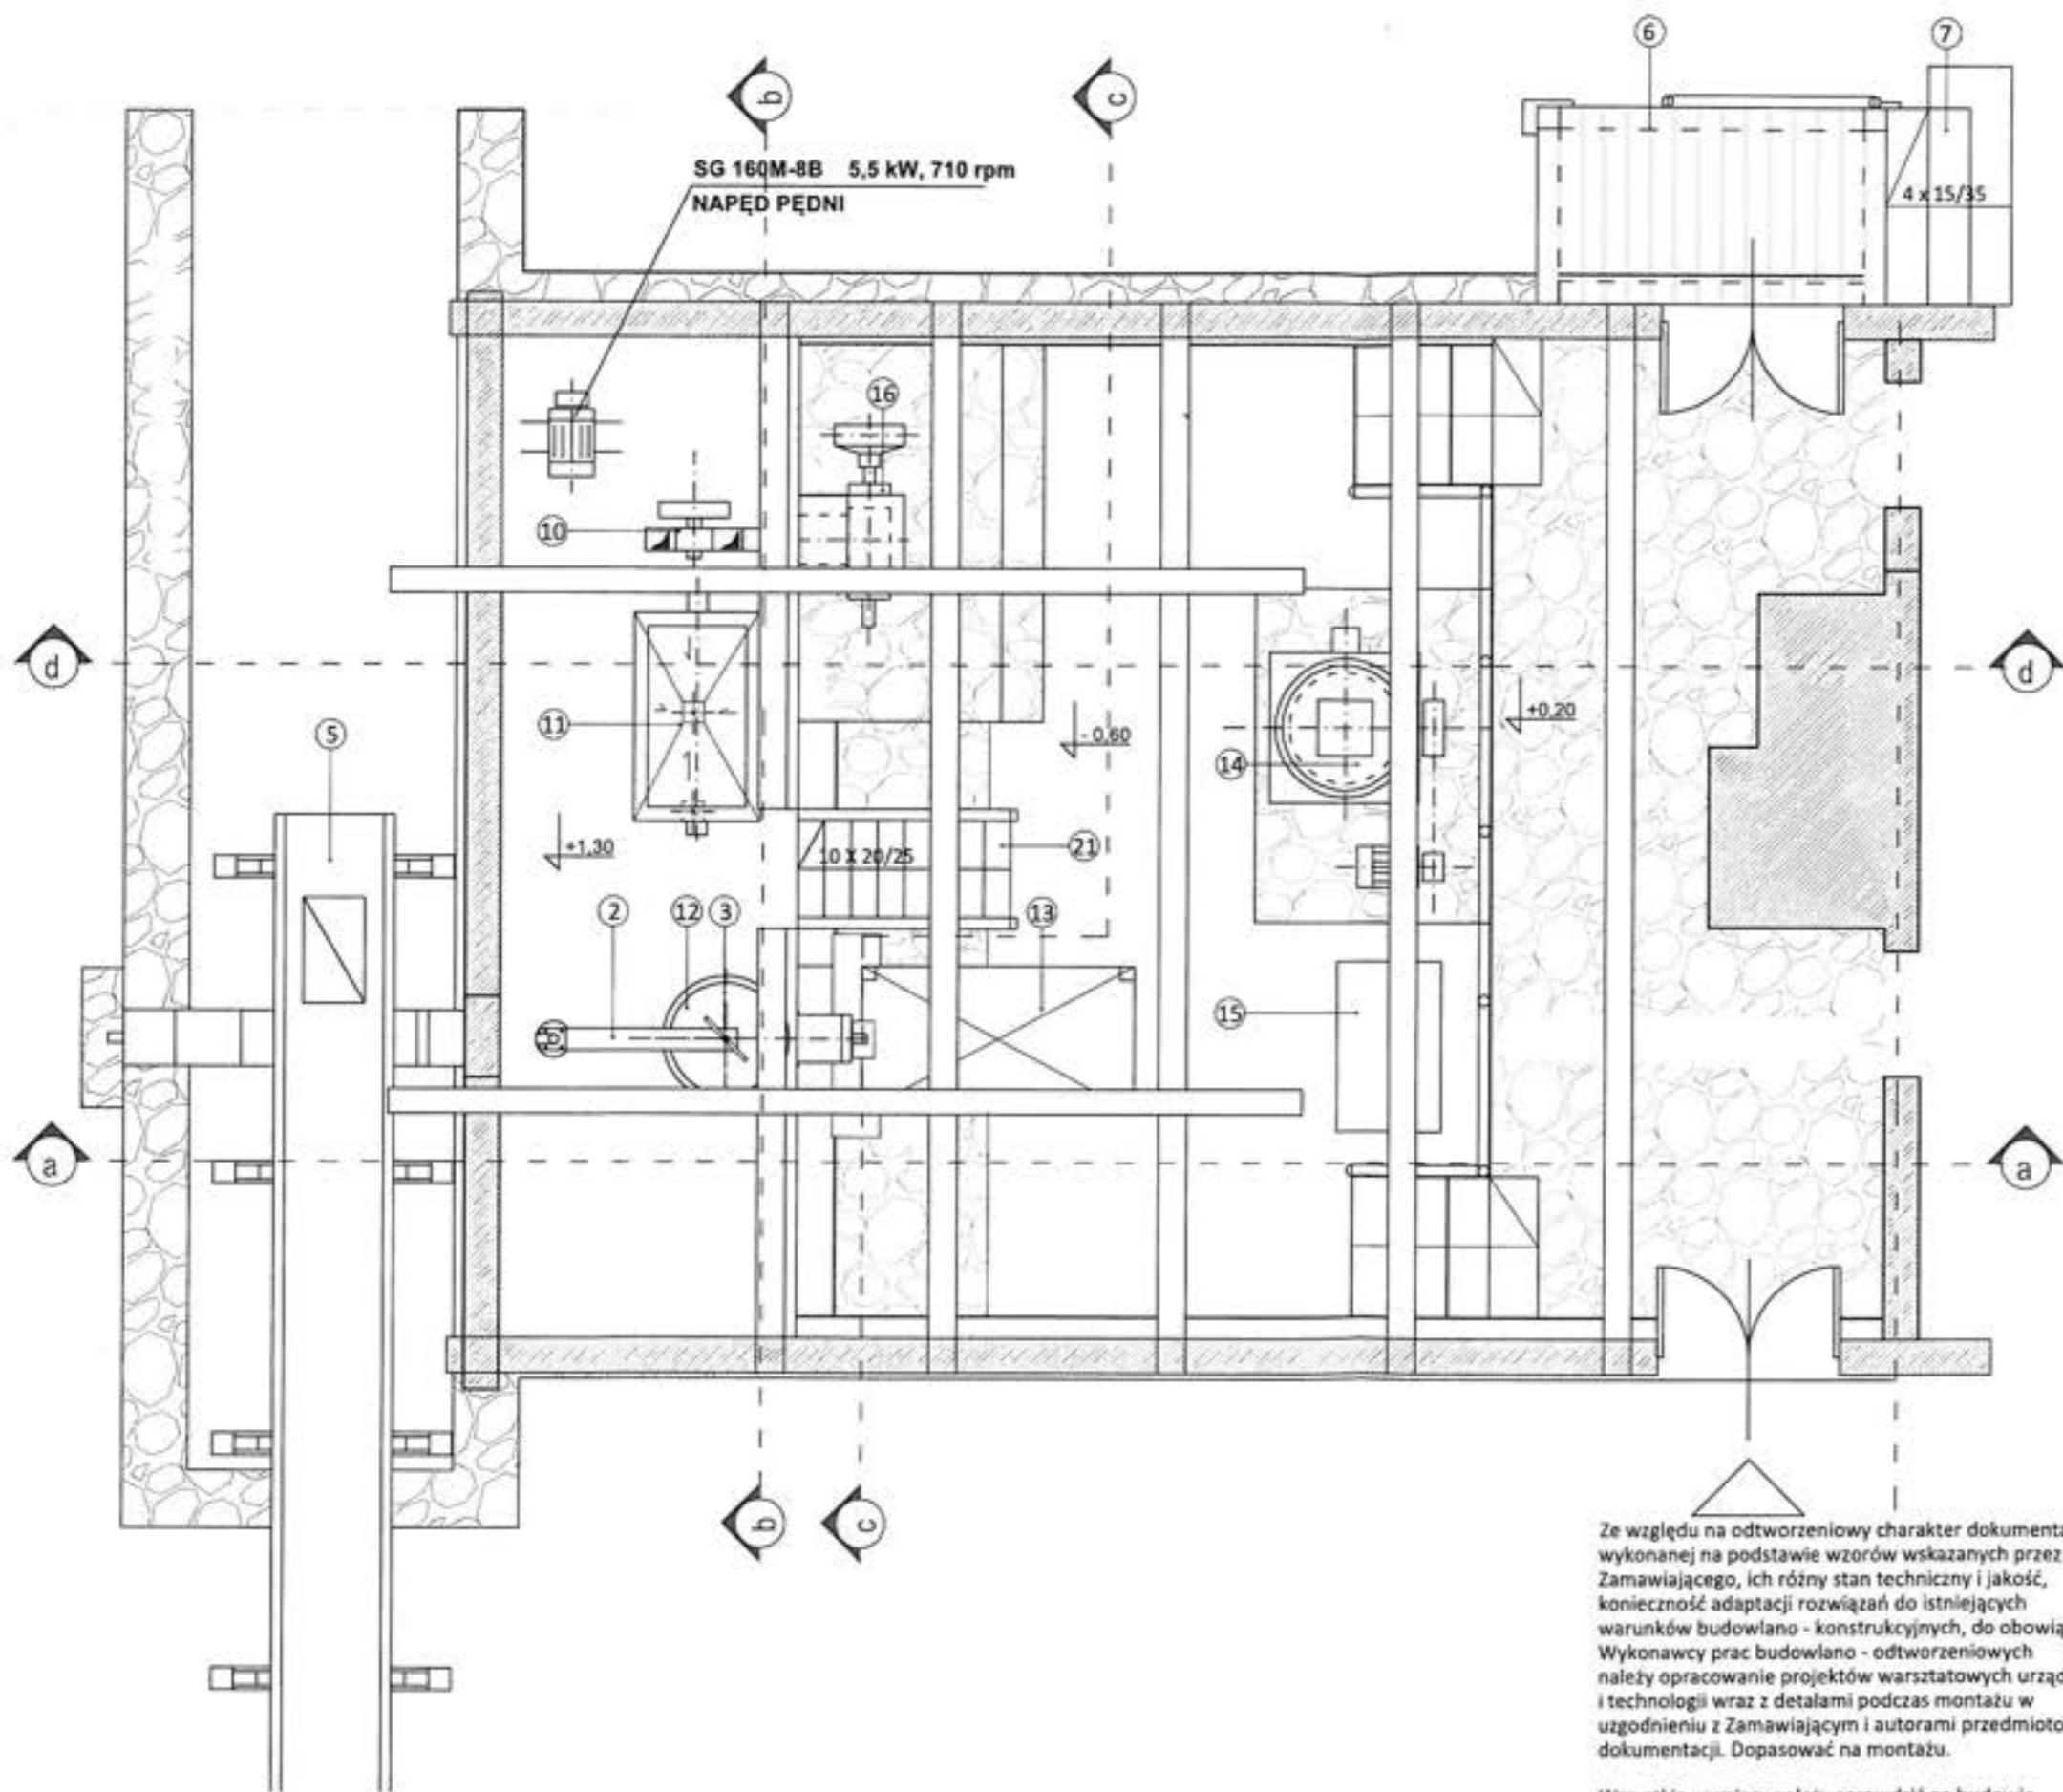 6
7
b
c
SG 160M-8B 5,5 kW, 710 rpm
NAPĘD PĘDNI
4 x 15/35
16
10
d
d
5
11
- 0,60
+0,20
14
+1,30
10 X 20/25
21
2
12
3
13
15
a
a
b
c
Ze względu na odtworzeniowy charakter
wykonanej na podstawie wzorów wskazanych przez
Zamawiającego, ich różny stan techniczny i jakość,
konieczność adaptacji rozwiązań do istniejących
warunków budowlano - konstrukcyjnych, do
Wykonawcy prac budowlano - odtworzeniowych
należy opracowanie projektów warsztatowych
i technologii wraz z detalami podczas montażu w
uzgodnieniu z Zamawiającym i autorami
dokumentacji. Dopasować na montażu.